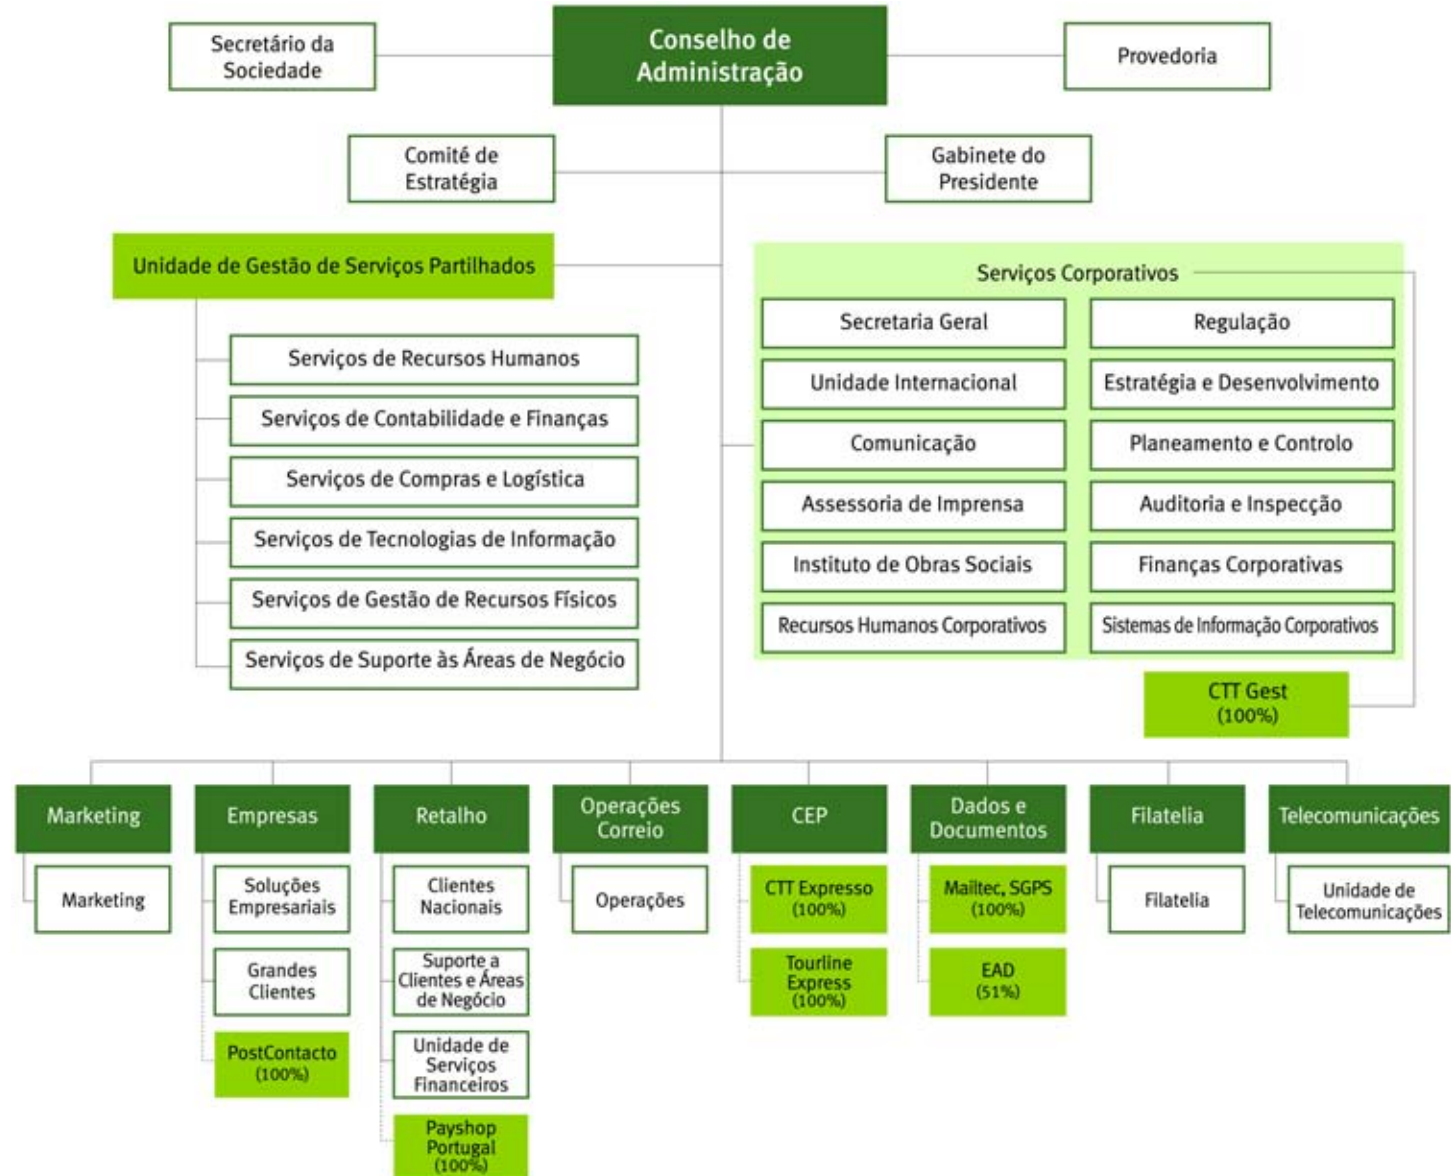 Secretário da
Sociedade
Conselho de
Administração
Provedoria
Comité de
Estratégia
Gabinete do
Presidente
Unidade de Gestão de Serviços Partilhados
Serviços de Recursos Humanos
Serviços de Contabilidade e Finanças
Serviços de Compras e Logística
Serviços de Tecnologias de Informação
Serviços de Gestão de Recursos Físicos
Serviços de Suporte às Áreas de Negócio
Serviços Corporativos
Secretaria Geral
Regulação
Unidade Internacional
Estratégia e Desenvolvimento
Comunicação
Planeamento e Controlo
Assessoria de Imprensa
Auditoria e Inspecção
Instituto de Obras Sociais
Finanças Corporativas
Recursos Humanos Corporativos
Sistemas de Informação Corporativos
CTT Gest
(100%)
Marketing
Marketing
Empresas
Soluções
Empresariais
Grandes
Clientes
PostContacto
(100%)
Retalho
Clientes
Nacionais
Suporte a
Clientes e Áreas
de Negócio
Unidade de
Serviços
Financeiros
Payshop
Portugal
(100%)
Operações
Correio
Operações
CEP
CTT Expresso
(100%)
Tourline
Express
(100%)
Dados e
Documentos
Mailtec, SGPS
(100%)
EAD
(51%)
Filatelia
Filatelia
Telecomunicações
Unidade de
Telecomunicações